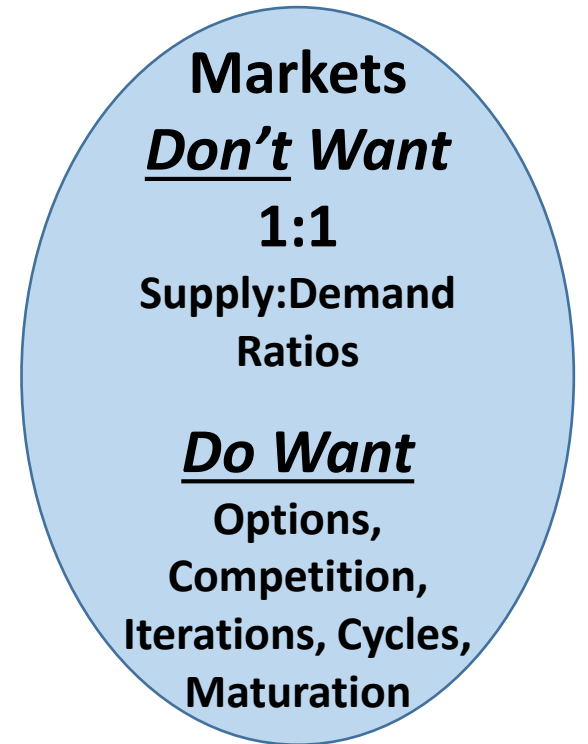 Markets
Don’t Want
1:1
Supply:Demand
Ratios
Do Want
Options,
Competition,
Iterations, Cycles,
Maturation